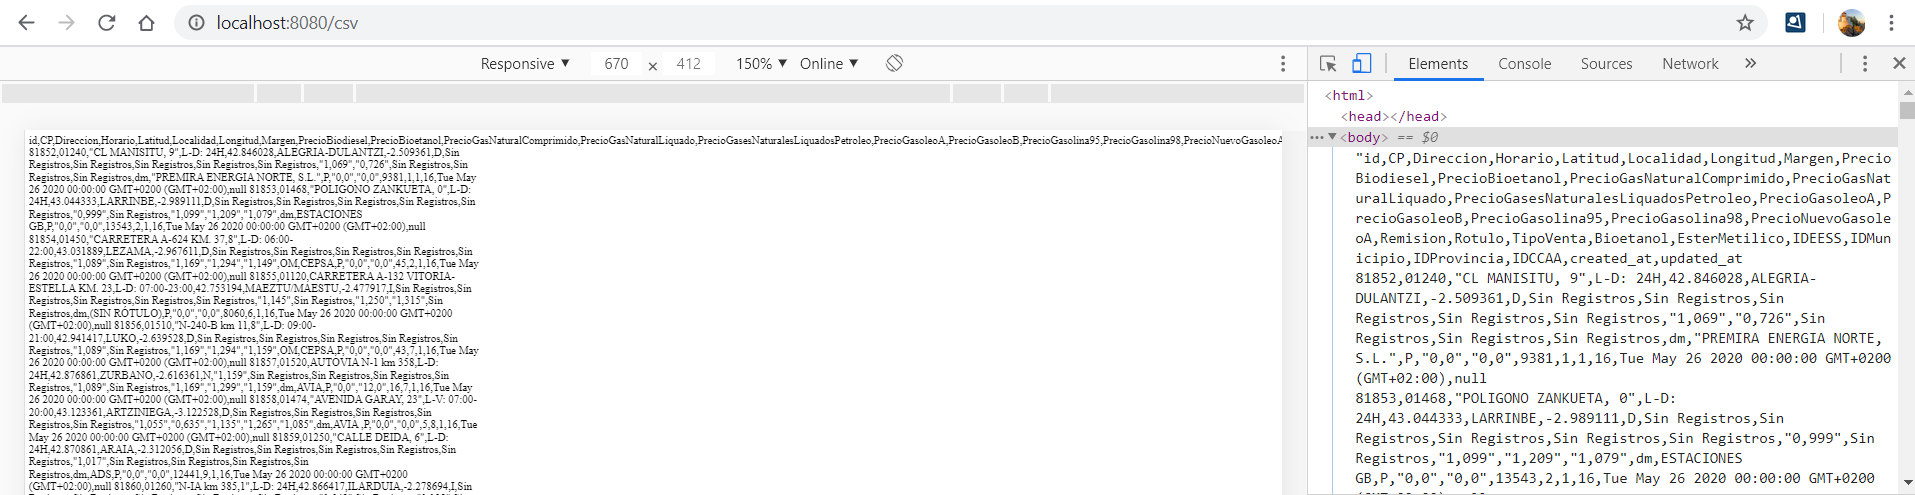 localhost:8080/csv
Responsive ▼ 670 × 412 150% ▼ Online ▼
Elements Console Sources Network »
id,CP,Direccion,Horario,Latitud,Localidad,Longitud,Margen,PrecioBiodiesel,PrecioBioetanol,PrecioGasNaturalComprimido,PrecioGasNaturalLiquado,PrecioGasesNaturalesLiquadosPetroleo,PrecioGasoleoA,PrecioGasoleoB,PrecioGasolina95,PrecioGasolina98,PrecioNuevoGasoleoA
81852,01240,"CL MANISITU, 9",L-D: 24H,42.846028,ALEGRIA-DULANTZI,-2.509361,D,Sin
Registros,Sin Registros,Sin Registros,Sin Registros,Sin Registros,"1,069","0,726",Sin Registros,Sin
Registros,Sin Registros,dm,"PREMIRA ENERGIA NORTE, S.L.",P,"0,0","0,0",9381,1,1,16,Tue May
26 2020 00:00:00 GMT+0200 (GMT+02:00),null 81853,01468,"POLIGONO ZANKUETA, 0",L-D:
24H,43.044333,LARRINBE,-2.989111,D,Sin Registros,Sin Registros,Sin Registros,Sin Registros,Sin
Registros,"0,999",Sin Registros,"1,099","1,209","1,079",dm,ESTACIONES
GB,P,"0,0","0,0",13543,2,1,16,Tue May 26 2020 00:00:00 GMT+0200 (GMT+02:00),null
81854,01450,"CARRETERA A-624 KM. 37,8",L-D: 06:00-
22:00,43.031889,LEZAMA,-2.967611,D,Sin Registros,Sin Registros,Sin Registros,Sin Registros,Sin
Registros,"1,089",Sin Registros,"1,169","1,294","1,149",OM,CEPSA,P,"0,0","0,0",45,2,1,16,Tue May
26 2020 00:00:00 GMT+0200 (GMT+02:00),null 81855,01120,CARRETERA A-132 VITORIA-
ESTELLA KM. 23,L-D: 07:00-23:00,42.753194,MAEZTU/MAESTU,-2.477917,I,Sin Registros,Sin
Registros,Sin Registros,Sin Registros,Sin Registros,"1,145",Sin Registros,"1,250","1,315",Sin
Registros,dm,(SIN RÓTULO),P,"0,0","0,0",8060,6,1,16,Tue May 26 2020 00:00:00 GMT+0200
(GMT+02:00),null 81856,01510,"N-240-B km 11,8",L-D: 09:00-
21:00,42.941417,LUKO,-2.639528,D,Sin Registros,Sin Registros,Sin Registros,Sin Registros,Sin
Registros,"1,089",Sin Registros,"1,169","1,294","1,159",OM,CEPSA,P,"0,0","0,0",43,7,1,16,Tue May
26 2020 00:00:00 GMT+0200 (GMT+02:00),null 81857,01520,AUTOVIA N-1 km 358,L-D:
24H,42.876861,ZURBANO,-2.616361,N,"1,159",Sin Registros,Sin Registros,Sin Registros,Sin
Registros,"1,089",Sin Registros,"1,169","1,299","1,159",dm,AVIA,P,"0,0","12,0",16,7,1,16,Tue May
26 2020 00:00:00 GMT+0200 (GMT+02:00),null 81858,01474,"AVENIDA GARAY, 23",L-V: 07:00-
20:00,43.123361,ARTZINIEGA,-3.122528,D,Sin Registros,Sin Registros,Sin Registros,Sin
Registros,Sin Registros,"1,055","0,635","1,135","1,265","1,085",dm,AVIA ,P,"0,0","0,0",5,8,1,16,Tue
May 26 2020 00:00:00 GMT+0200 (GMT+02:00),null 81859,01250,"CALLE DEIDA, 6",L-D:
24H,42.870861,ARAIA,-2.312056,D,Sin Registros,Sin Registros,Sin Registros,Sin Registros,Sin
Registros,"1,017",Sin Registros,Sin Registros,Sin Registros,Sin
Registros,dm,ADS,P,"0,0","0,0",12441,9,1,16,Tue May 26 2020 00:00:00 GMT+0200
(GMT+02:00),null 81860,01260,"N-IA km 385,1",L-D: 24H,42.866417,ILARDUIA,-2.278694,I,Sin
<html>
<head></head>
••• ▼<body> == $0
"id,CP,Direccion,Horario,Latitud,Localidad,Longitud,Margen,Precio
Biodiesel,PrecioBioetanol,PrecioGasNaturalComprimido,PrecioGasNat
uralLiquado,PrecioGasesNaturalesLiquadosPetroleo,PrecioGasoleoA,P
recioGasoleoB,PrecioGasolina95,PrecioGasolina98,PrecioNuevoGasole
oA,Remision,Rotulo,TipoVenta,Bioetanol,EsterMetilico,IDEESS,IDMun
icipio,IDProvincia,IDCCAA,created_at,updated_at
81852,01240,"CL MANISITU, 9",L-D: 24H,42.846028,ALEGRIA-
DULANTZI,-2.509361,D,Sin Registros,Sin Registros,Sin
Registros,Sin Registros,Sin Registros,"1,069","0,726",Sin
Registros,Sin Registros,Sin Registros,dm,"PREMIRA ENERGIA NORTE,
S.L.",P,"0,0","0,0",9381,1,1,16,Tue May 26 2020 00:00:00 GMT+0200
(GMT+02:00),null
81853,01468,"POLIGONO ZANKUETA, 0",L-D:
24H,43.044333,LARRINBE,-2.989111,D,Sin Registros,Sin
Registros,Sin Registros,Sin Registros,Sin Registros,"0,999",Sin
Registros,"1,099","1,209","1,079",dm,ESTACIONES
GB,P,"0,0","0,0",13543,2,1,16,Tue May 26 2020 00:00:00 GMT+0200